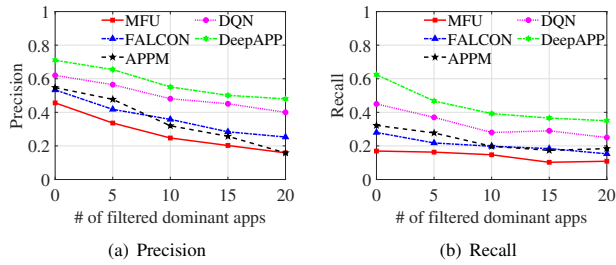 MFU
DQN
FALCON
DeepAPP
APPM
1
0.8
0.6
0.4
0.2
0
Precision
0
5
10
15
20
# of filtered dominant apps
(a) Precision
MFU
DQN
FALCON
DeepAPP
APPM
1
0.8
0.6
0.4
0.2
0
Recall
0
5
10
15
20
# of filtered dominant apps
(b) Recall